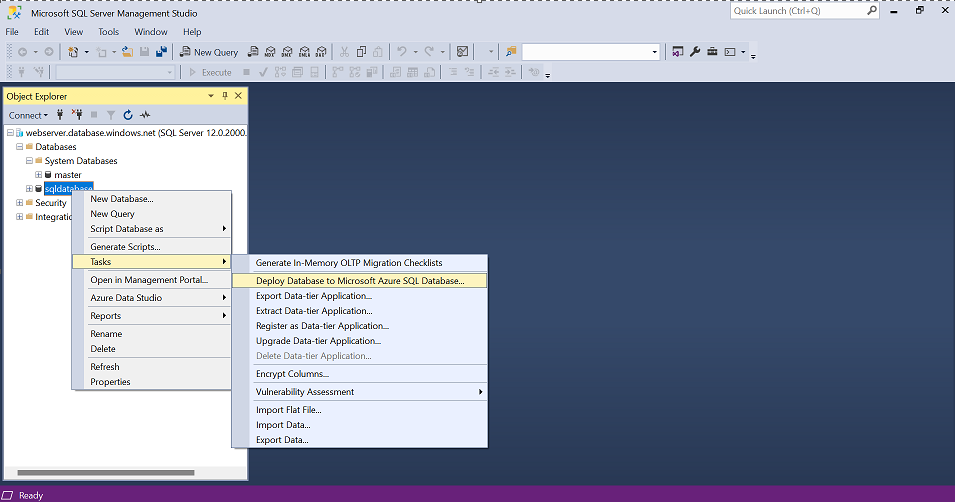 Microsoft SQL Server Management Studio
Quick Launch (Ctrl+Q)
File Edit View Tools Window Help
New Query MDX DMX XMLA DAX
Execute
Object Explorer
Connect
webserver.database.windows.net (SQL Server 12.0.2000.
Databases
System Databases
master
sqldatabase
Security
Integratio
New Database...
New Query
Script Database as
Generate Scripts...
Tasks
Open in Management Portal...
Azure Data Studio
Reports
Rename
Delete
Refresh
Properties
Generate In-Memory OLTP Migration Checklists
Deploy Database to Microsoft Azure SQL Database...
Export Data-tier Application...
Extract Data-tier Application...
Register as Data-tier Application...
Upgrade Data-tier Application...
Delete Data-tier Application...
Encrypt Columns...
Vulnerability Assessment
Import Flat File...
Import Data...
Export Data...
Ready